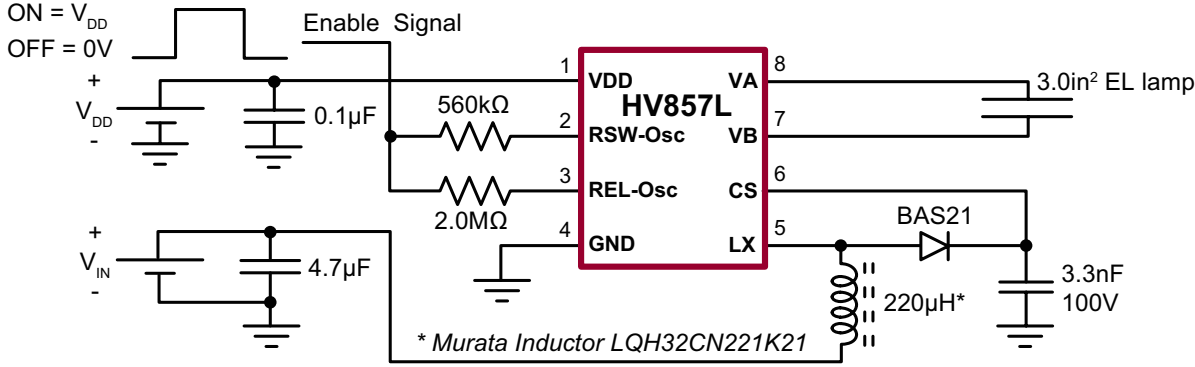 ON = VDD
OFF = 0V
Enable Signal
+
VDD
-
0.1µF
560kΩ
2.0MΩ
1
VDD
2
RSW-Osc
3
REL-Osc
4
GND
HV857L
8
VA
7
VB
6
CS
5
LX
3.0in² EL lamp
BAS21
3.3nF
100V
220µH*
+
VIN
-
4.7µF
* Murata Inductor LQH32CN221K21